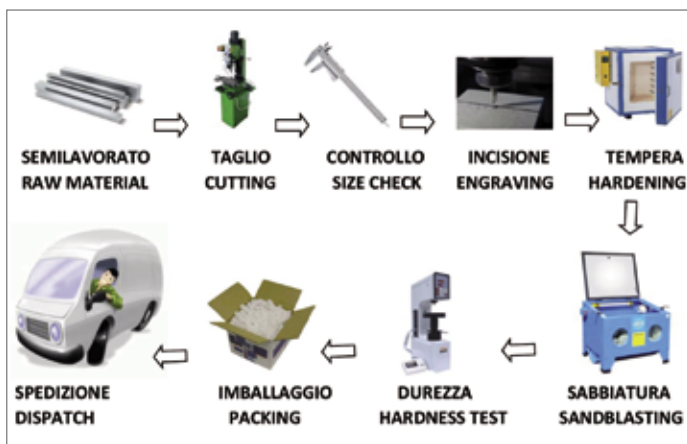 SEMILAVORATO
RAW MATERIAL
TAGLIO
CUTTING
CONTROLLO
SIZE CHECK
INCISIONE
ENGRAVING
TEMPERA
HARDENING
SPEDIZIONE
DISPATCH
IMBALLAGGIO
PACKING
DUREZZA
HARDNESS TEST
SABBIATURA
SANDBLASTING